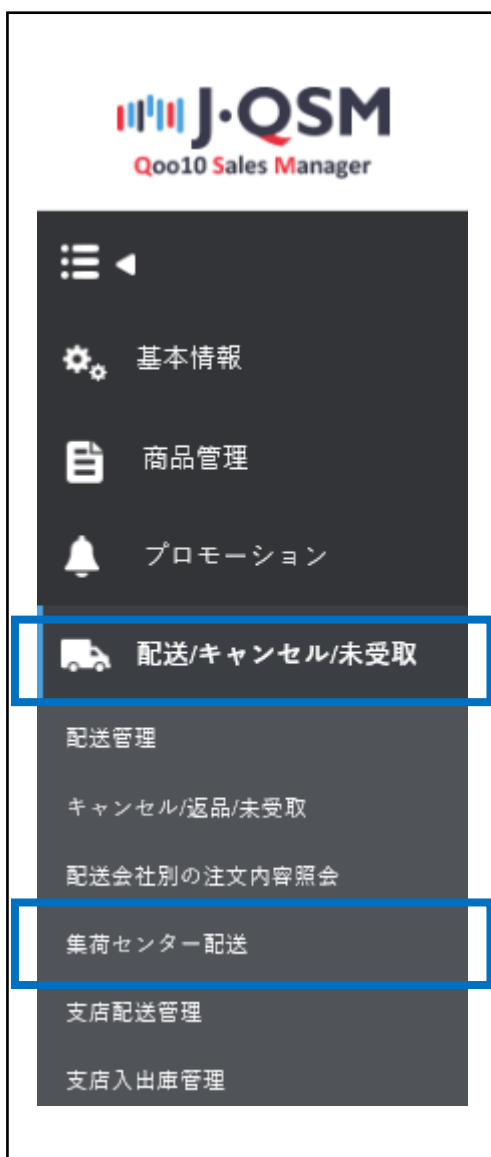 J·QSM
Qoo10 Sales Manager
基本情報
商品管理
プロモーション
配送/キャンセル/未受取
配送管理
キャンセル/返品/未受取
配送会社別の注文内容照会
集荷センター配送
支店配送管理
支店入出庫管理